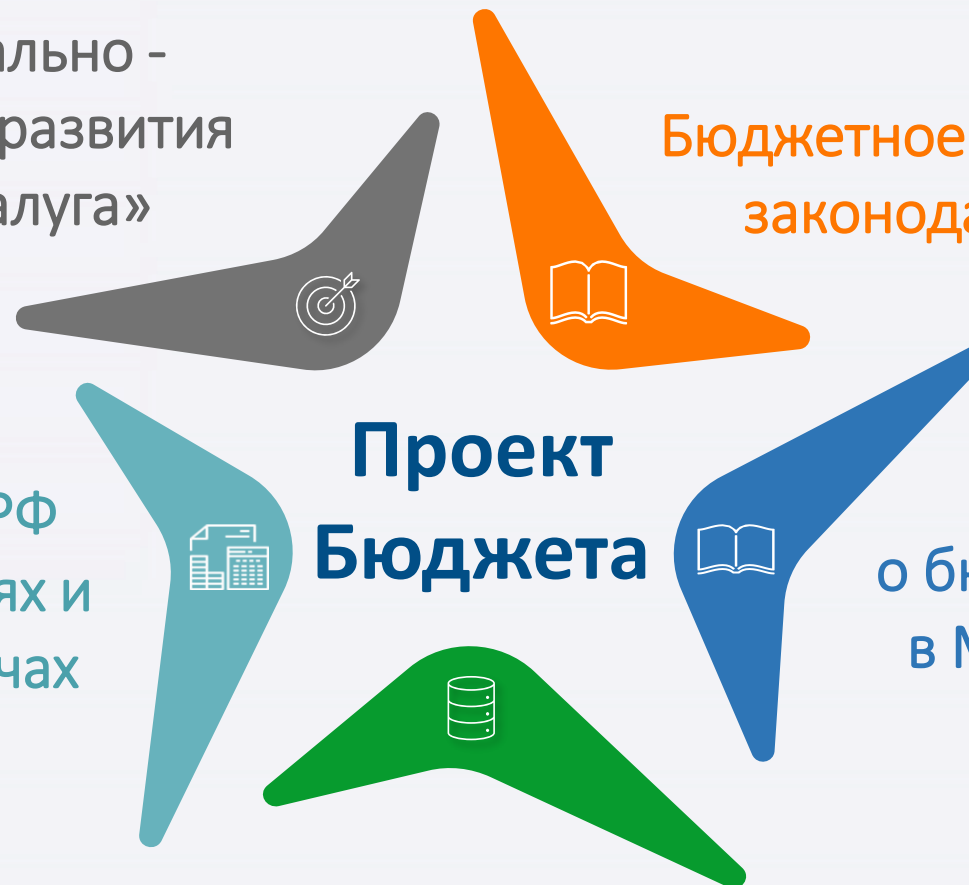 ально -
развития
алуга»
Бюджетное
законода
Проект
Бюджета
РФ
ях и
чах
о б
в